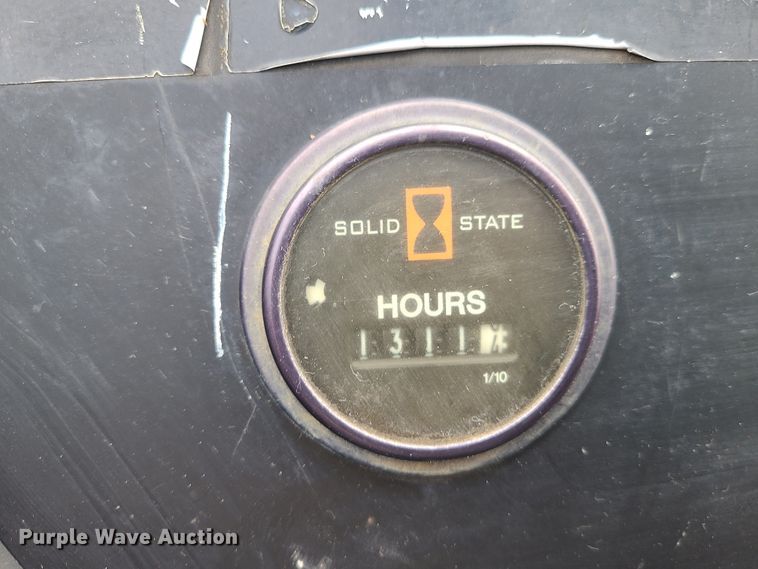 SOLID STATE
HOURS
1311
1/10
Purple Wave Auction